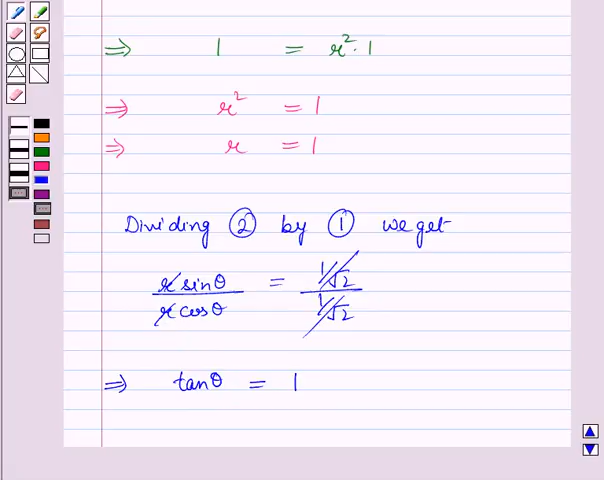 ⇒ 1 = r². 1
⇒ r² = 1
⇒ r = 1
Dividing ② by ① we get
r sinθ / r cosθ = 1/√2 / 1/√2
⇒ tanθ = 1